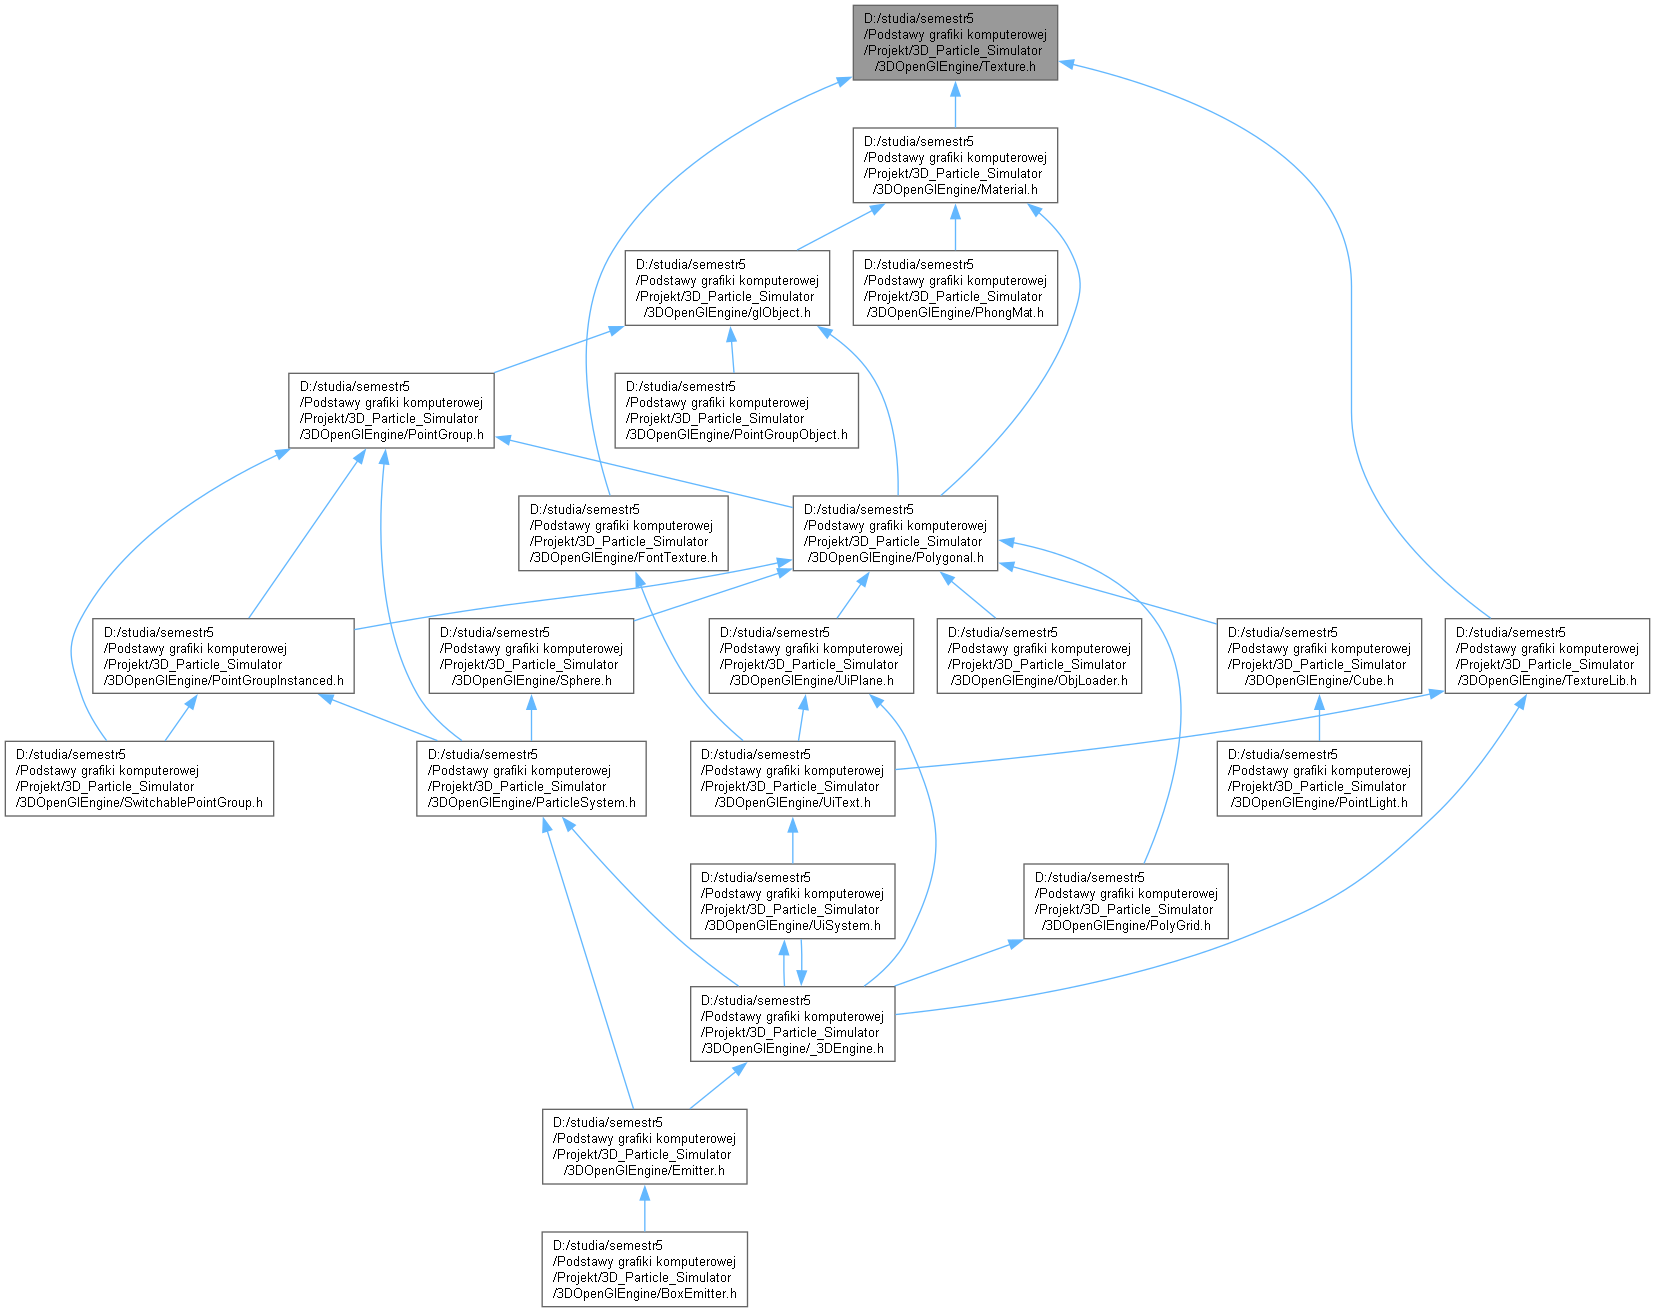 D:/studia/semestr5
/Podstawy grafiki komputerowej
/Projekt/3D_Particle_Simulator
/3DOpenGlEngine/Texture.h
D:/studia/semestr5
/Podstawy grafiki komputerowej
/Projekt/3D_Particle_Simulator
/3DOpenGlEngine/Material.h
D:/studia/semestr5
/Podstawy grafiki komputerowej
/Projekt/3D_Particle_Simulator
/3DOpenGlEngine/glObject.h
D:/studia/semestr5
/Podstawy grafiki komputerowej
/Projekt/3D_Particle_Simulator
/3DOpenGlEngine/PhongMat.h
D:/studia/semestr5
/Podstawy grafiki komputerowej
/Projekt/3D_Particle_Simulator
/3DOpenGlEngine/PointGroup.h
D:/studia/semestr5
/Podstawy grafiki komputerowej
/Projekt/3D_Particle_Simulator
/3DOpenGlEngine/PointGroupObject.h
D:/studia/semestr5
/Podstawy grafiki komputerowej
/Projekt/3D_Particle_Simulator
/3DOpenGlEngine/FontTexture.h
D:/studia/semestr5
/Podstawy grafiki komputerowej
/Projekt/3D_Particle_Simulator
/3DOpenGlEngine/Polygonal.h
D:/studia/semestr5
/Podstawy grafiki komputerowej
/Projekt/3D_Particle_Simulator
/3DOpenGlEngine/PointGroupInstanced.h
D:/studia/semestr5
/Podstawy grafiki komputerowej
/Projekt/3D_Particle_Simulator
/3DOpenGlEngine/Sphere.h
D:/studia/semestr5
/Podstawy grafiki komputerowej
/Projekt/3D_Particle_Simulator
/3DOpenGlEngine/UiPlane.h
D:/studia/semestr5
/Podstawy grafiki komputerowej
/Projekt/3D_Particle_Simulator
/3DOpenGlEngine/ObjLoader.h
D:/studia/semestr5
/Podstawy grafiki komputerowej
/Projekt/3D_Particle_Simulator
/3DOpenGlEngine/Cube.h
D:/studia/semestr5
/Podstawy grafiki komputerowej
/Projekt/3D_Particle_Simulator
/3DOpenGlEngine/TextureLib.h
D:/studia/semestr5
/Podstawy grafiki komputerowej
/Projekt/3D_Particle_Simulator
/3DOpenGlEngine/SwitchablePointGroup.h
D:/studia/semestr5
/Podstawy grafiki komputerowej
/Projekt/3D_Particle_Simulator
/3DOpenGlEngine/ParticleSystem.h
D:/studia/semestr5
/Podstawy grafiki komputerowej
/Projekt/3D_Particle_Simulator
/3DOpenGlEngine/UiText.h
D:/studia/semestr5
/Podstawy grafiki komputerowej
/Projekt/3D_Particle_Simulator
/3DOpenGlEngine/PointLight.h
D:/studia/semestr5
/Podstawy grafiki komputerowej
/Projekt/3D_Particle_Simulator
/3DOpenGlEngine/UiSystem.h
D:/studia/semestr5
/Podstawy grafiki komputerowej
/Projekt/3D_Particle_Simulator
/3DOpenGlEngine/PolyGrid.h
D:/studia/semestr5
/Podstawy grafiki komputerowej
/Projekt/3D_Particle_Simulator
/3DOpenGlEngine/_3DEngine.h
D:/studia/semestr5
/Podstawy grafiki komputerowej
/Projekt/3D_Particle_Simulator
/3DOpenGlEngine/Emitter.h
D:/studia/semestr5
/Podstawy grafiki komputerowej
/Projekt/3D_Particle_Simulator
/3DOpenGlEngine/BoxEmitter.h